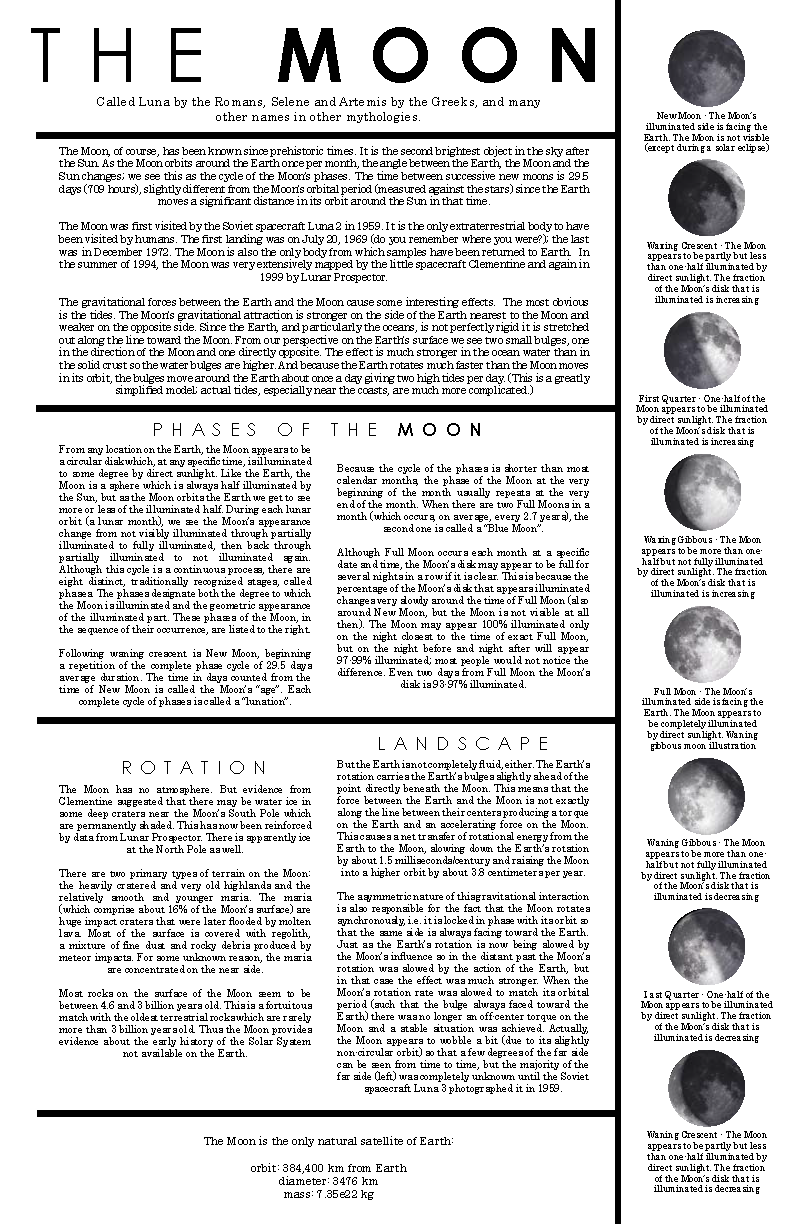 THE MOON
Called Luna by the Romans, Selene and Artemis by the Greeks, and many
other names in other mythologies.
The Moon, of course, has been known since prehistoric times. It is the second brightest object in the sky after
the Sun. As the Moon orbits around the Earth once per month, the angle between the Earth, the Moon and the
Sun changes; we see this as the cycle of the Moon's phases. The time between successive new moons is 29.5
days (709 hours), slightly different from the Moon's orbital period (measured against the stars) since the Earth
moves a significant distance in its orbit around the Sun in that time.
The Moon was first visited by the Soviet spacecraft Luna 2 in 1959. It is the only extraterrestrial body to have
been visited by humans. The first landing was on July 20, 1969 (do you remember where you were?); the last
was in December 1972. The Moon is also the only body from which samples have been returned to Earth. In
the summer of 1994, the Moon was very extensively mapped by the little spacecraft Clementine and again in
1999 by Lunar Prospector.
The gravitational forces between the Earth and the Moon cause some interesting effects. The most obvious
is the tides. The Moon's gravitational attraction is stronger on the side of the Earth nearest to the Moon and
weaker on the opposite side. Since the Earth, and particularly the oceans, is not perfectly rigid it is stretched
out along the line toward the Moon. From our perspective on the Earth's surface we see two small bulges, one
in the direction of the Moon and one directly opposite. The effect is much stronger in the ocean water than in
the solid crust so the water bulges are higher. And because the Earth rotates much faster than the Moon moves
in its orbit, the bulges move around the Earth about once a day giving two high tides per day. (This is a greatly
simplified model; actual tides, especially near the coasts, are much more complicated.)
PHASES OF THE MOON
From any location on the Earth, the Moon appears to be
a circular disk which, at any specific time, is illuminated
to some degree by direct sunlight. Like the Earth, the
Moon is a sphere which is always half illuminated by
the Sun, but as the Moon orbits the Earth we get to see
more or less of the illuminated half. During each lunar
orbit (a lunar month), we see the Moon's appearance
change from not visibly illuminated through partially
illuminated to fully illuminated, then back through
partially illuminated to not illuminated again.
Although this cycle is a continuous process, there are
eight distinct, traditionally recognized stages, called
phases. The phases designate both the degree to which
the Moon is illuminated and the geometric appearance
of the illuminated part. These phases of the Moon, in
the sequence of their occurrence, are listed to the right.
Following waning crescent is New Moon, beginning
a repetition of the complete phase cycle of 29.5 days
average duration. The time in days counted from the
time of New Moon is called the Moon's "age". Each
complete cycle of phases is called a "lunation".
Because the cycle of the phases is shorter than most
calendar months, the phase of the Moon at the very
beginning of the month usually repeats at the very
end of the month. When there are two Full Moons in a
month (which occurs, on average, every 2.7 years), the
second one is called a "Blue Moon".
Although Full Moon occurs each month at a specific
date and time, the Moon's disk may appear to be full for
several nights in a row if it is clear. This is because the
percentage of the Moon's disk that appears illuminated
changes very slowly around the time of Full Moon (also
around New Moon, but the Moon is not visible at all
then). The Moon may appear 100% illuminated only
on the night closest to the time of exact Full Moon,
but on the night before and night after will appear
97-99% illuminated; most people would not notice the
difference. Even two days from Full Moon the Moon's
disk is 93-97% illuminated.
ROTATION
The Moon has no atmosphere. But evidence from
Clementine suggested that there may be water ice in
some deep craters near the Moon's South Pole which
are permanently shaded. This has now been reinforced
by data from Lunar Prospector. There is apparently ice
at the North Pole as well.
There are two primary types of terrain on the Moon:
the heavily cratered and very old highlands and the
relatively smooth and younger maria. The maria
(which comprise about 16% of the Moon's surface) are
huge impact craters that were later flooded by molten
lava. Most of the surface is covered with regolith,
a mixture of fine dust and rocky debris produced by
meteor impacts. For some unknown reason, the maria
are concentrated on the near side.
Most rocks on the surface of the Moon seem to be
between 4.6 and 3 billion years old. This is a fortuitous
match with the oldest terrestrial rocks which are rarely
more than 3 billion years old. Thus the Moon provides
evidence about the early history of the Solar System
not available on the Earth.
LANDSCAPE
But the Earth is not completely fluid, either. The Earth's
rotation carries the Earth's bulges slightly ahead of the
point directly beneath the Moon. This means that the
force between the Earth and the Moon is not exactly
along the line between their centers producing a torque
on the Earth and an accelerating force on the Moon.
This causes a net transfer of rotational energy from the
Earth to the Moon, slowing down the Earth's rotation
by about 1.5 milliseconds/century and raising the Moon
into a higher orbit by about 3.8 centimeters per year.
The asymmetric nature of this gravitational interaction
is also responsible for the fact that the Moon rotates
synchronously, i.e. it is locked in phase with its orbit so
that the same side is always facing toward the Earth.
Just as the Earth's rotation is now being slowed by
the Moon's influence so in the distant past the Moon's
rotation was slowed by the action of the Earth, but
in that case the effect was much stronger. When the
Moon's rotation rate was slowed to match its orbital
period (such that the bulge always faced toward the
Earth) there was no longer an off-center torque on the
Moon and a stable situation was achieved. Actually,
the Moon appears to wobble a bit (due to its slightly
non-circular orbit) so that a few degrees of the far side
can be seen from time to time, but the majority of the
far side (left) was completely unknown until the Soviet
spacecraft Luna 3 photographed it in 1959.
The Moon is the only natural satellite of Earth:
orbit: 384,400 km from Earth
diameter: 3476 km
mass: 7.35e22 kg
New Moon - The Moon's
illuminated side is facing the
Earth. The Moon is not visible
(except during a solar eclipse)
Waxing Crescent - The Moon
appears to be partly but less
than one-half illuminated by
direct sunlight. The fraction
of the Moon's disk that is
illuminated is increasing
First Quarter - One-half of the
Moon appears to be illuminated
by direct sunlight. The fraction
of the Moon's disk that is
illuminated is increasing
Waxing Gibbous - The Moon
appears to be more than one-
half but not fully illuminated
by direct sunlight. The fraction
of the Moon's disk that is
illuminated is increasing
Full Moon - The Moon's
illuminated side is facing the
Earth. The Moon appears to
be completely illuminated
by direct sunlight. Waning
gibbous moon illustration
Waning Gibbous - The Moon
appears to be more than one-
half but not fully illuminated
by direct sunlight. The fraction
of the Moon's disk that is
illuminated is decreasing
Last Quarter - One-half of the
Moon appears to be illuminated
by direct sunlight. The fraction
of the Moon's disk that is
illuminated is decreasing
Waning Crescent - The Moon
appears to be partly but less
than one-half illuminated by
direct sunlight. The fraction
of the Moon's disk that is
illuminated is decreasing